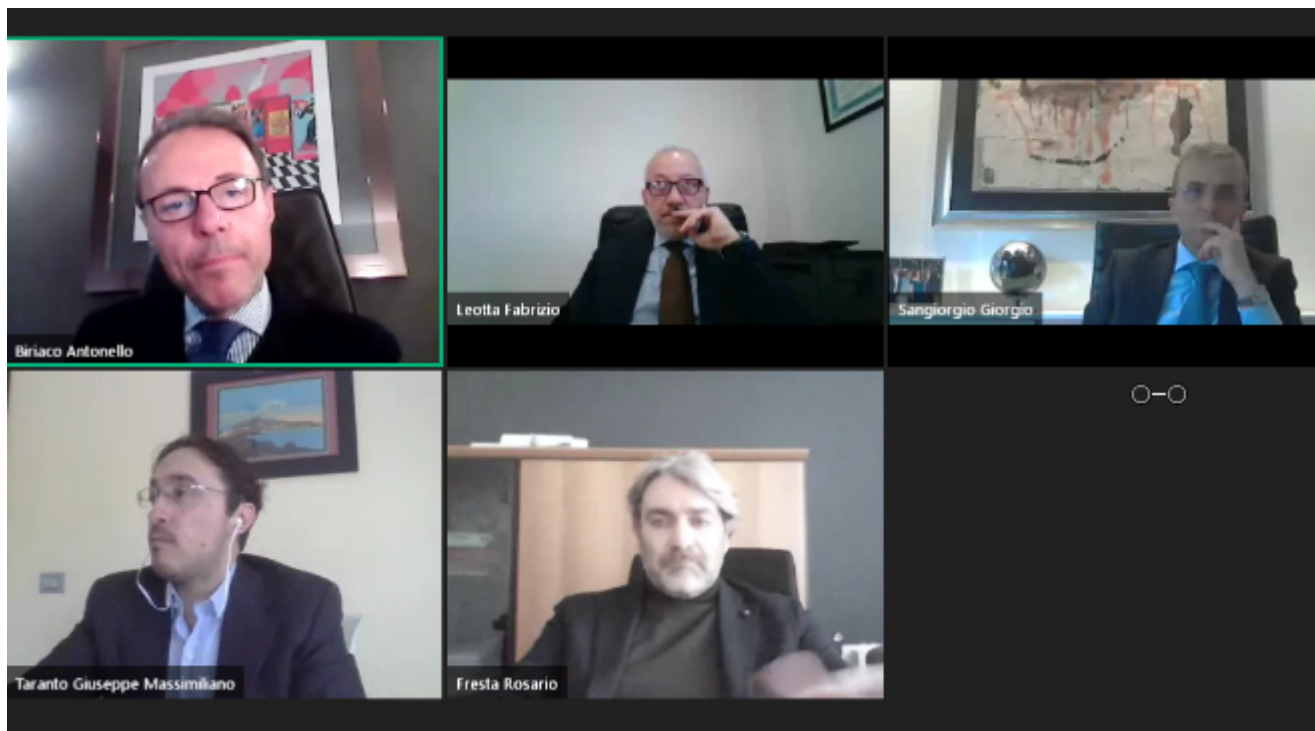 Biriaco Antonello
Leotta Fabrizio
Sangiorgio Giorgio
Taranto Giuseppe Massimiliano
Fresta Rosario